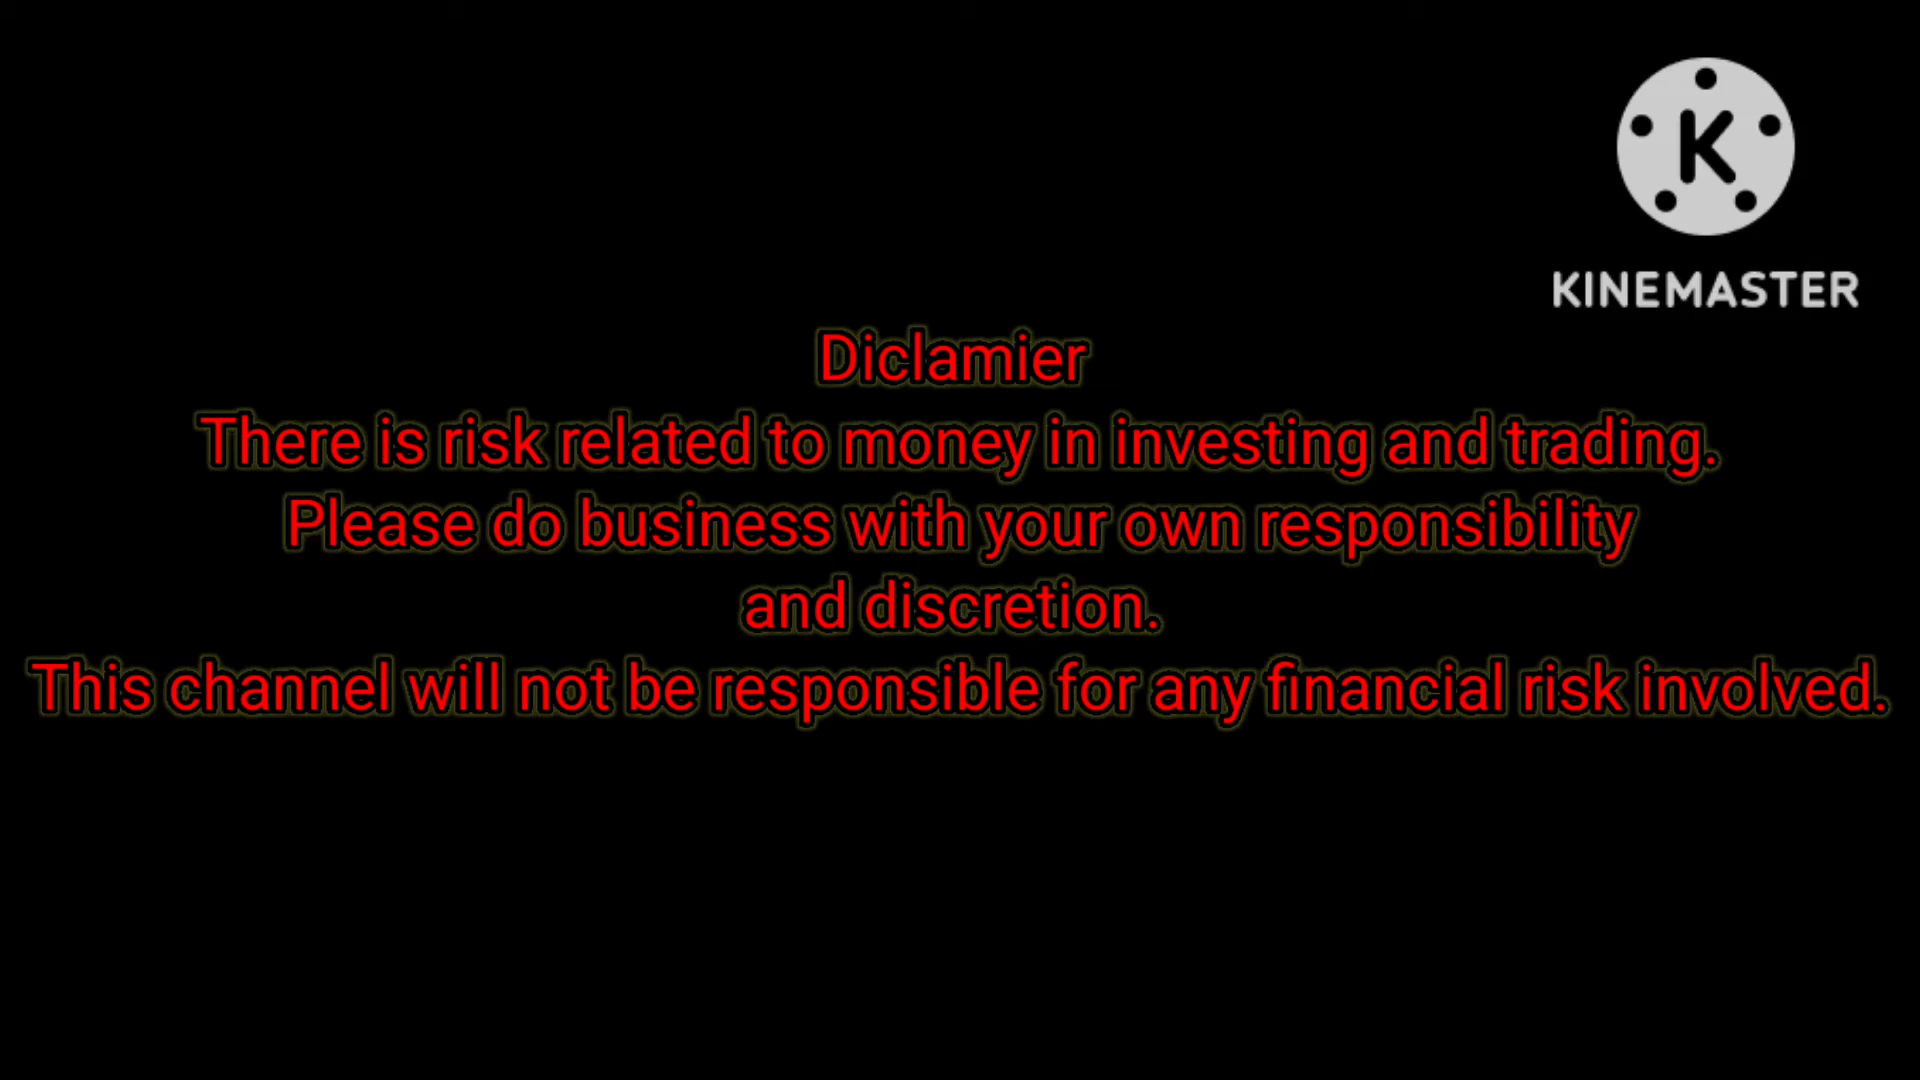 K
KINEMASTER
Diclamier
There is risk related to money in investing and trading.
Please do business with your own responsibility
and discretion.
This channel will not be responsible for any financial risk involved.